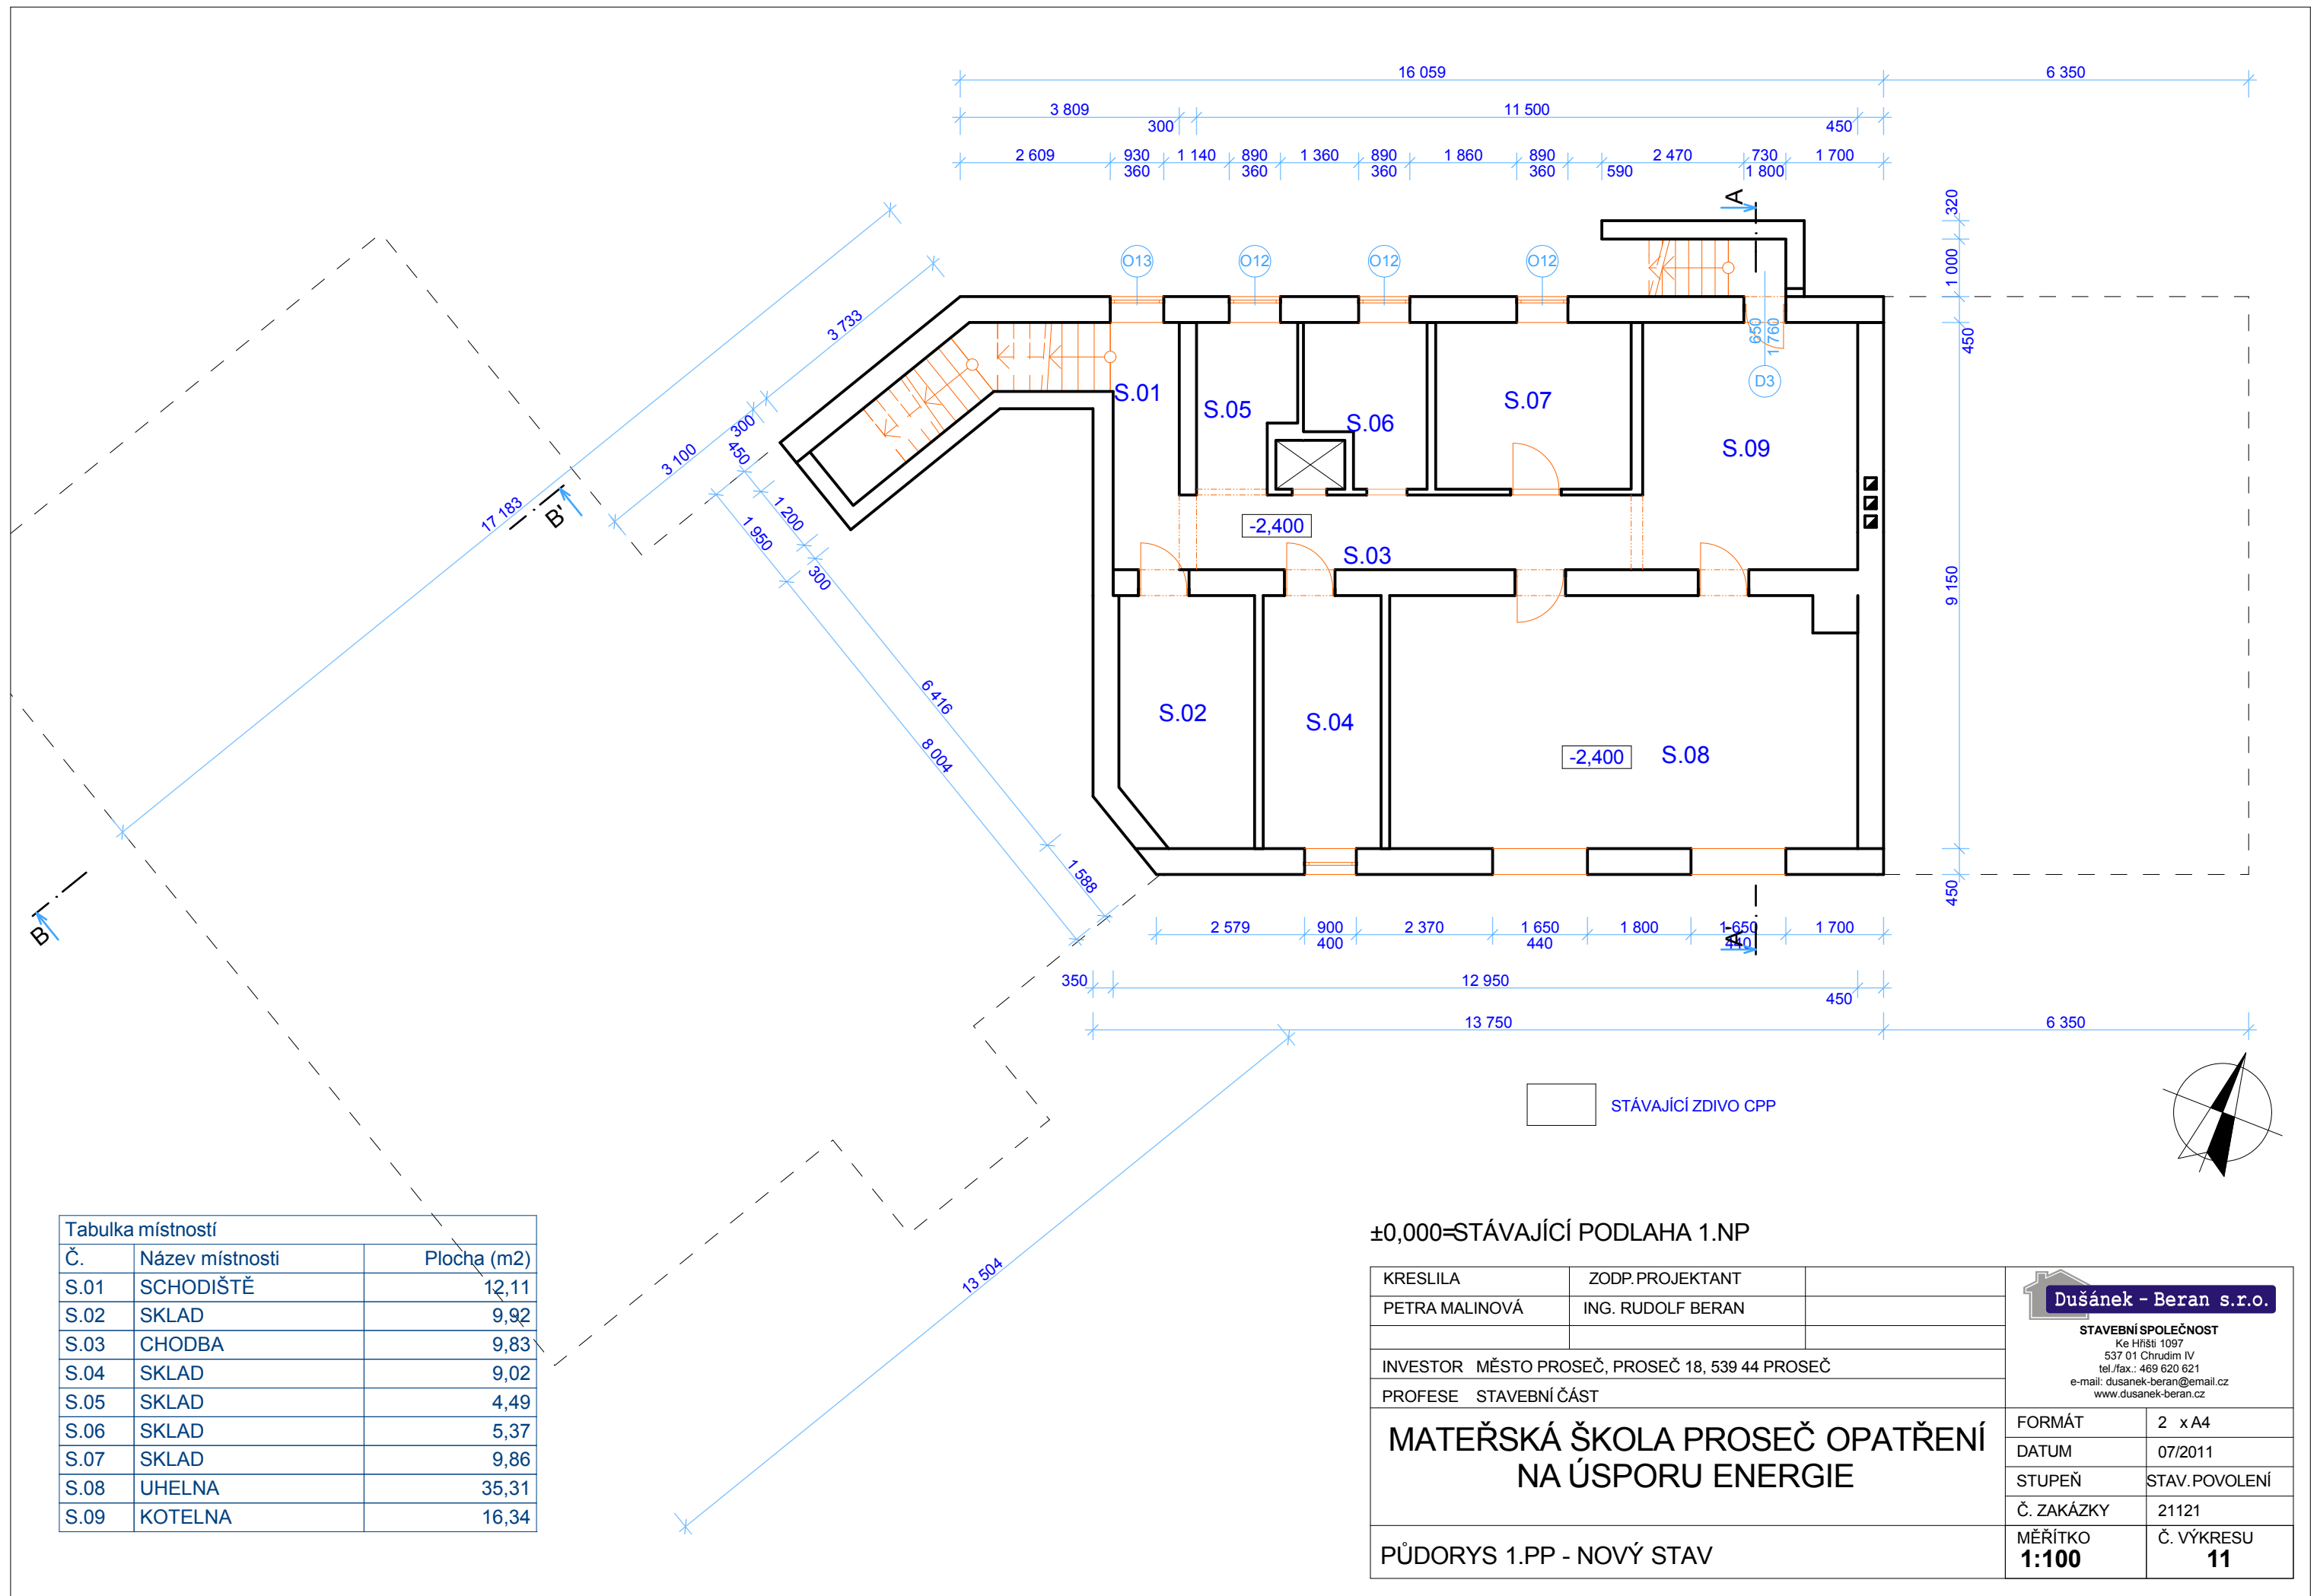 16 059
6 350
3 809
11 500
300
450
2 609
930
1 140
890
1 360
890
1 860
890
2 470
730
1 700
360
360
360
360
590
1 800
A
320
1 000
450
9 150
450
O13
O12
O12
O12
650
1 760
D3
3 733
300
3 100
450
17 183
B'
B
1 200
1 950
300
6 416
8 004
1 588
S.01
S.05
S.06
S.07
S.09
-2,400
S.03
S.02
S.04
-2,400
S.08
2 579
900
2 370
1 650
1 800
1 650
1 700
400
440
440
A'
350
12 950
450
13 750
6 350
13 504
STÁVAJÍCÍ ZDIVO CPP
Tabulka místností
Č. Název místnosti Plocha (m2)
S.01 SCHODIŠTĚ 12,11
S.02 SKLAD 9,92
S.03 CHODBA 9,83
S.04 SKLAD 9,02
S.05 SKLAD 4,49
S.06 SKLAD 5,37
S.07 SKLAD 9,86
S.08 UHELNA 35,31
S.09 KOTELNA 16,34
±0,000=STÁVAJÍCÍ PODLAHA 1.NP
KRESLILA ZODP.PROJEKTANT
PETRA MALINOVÁ ING. RUDOLF BERAN
INVESTOR MĚSTO PROSEČ, PROSEČ 18, 539 44 PROSEČ
PROFESE STAVEBNÍ ČÁST
MATEŘSKÁ ŠKOLA PROSEČ OPATŘENÍ
NA ÚSPORU ENERGIE
PŮDORYS 1.PP - NOVÝ STAV
Dušánek - Beran s.r.o.
STAVEBNÍ SPOLEČNOST
Ke Hřišti 1097
537 01 Chrudim IV
tel./fax.: 469 620 621
e-mail: dusanek-beran@email.cz
www.dusanek-beran.cz
FORMÁT 2 x A4
DATUM 07/2011
STUPEŇ STAV.POVOLENÍ
Č. ZAKÁZKY 21121
MĚŘÍTKO Č. VÝKRESU
1:100 11